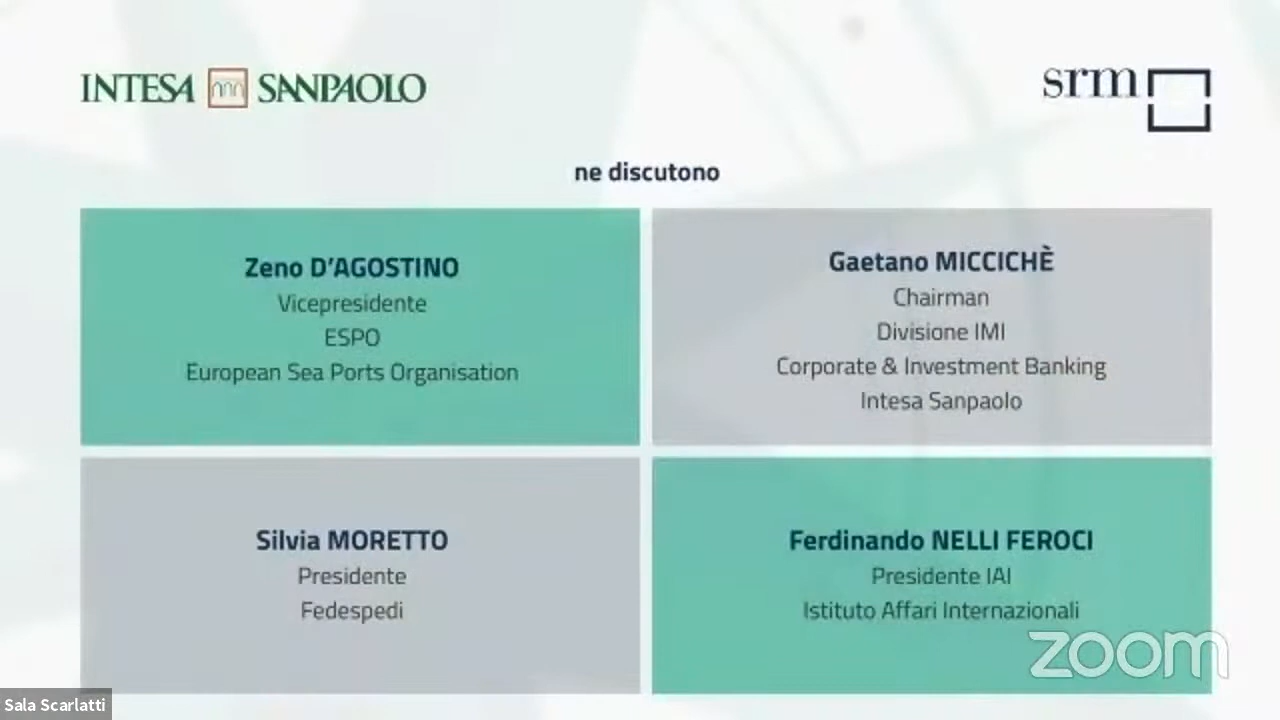 INTESA SANPAOLO
srm
ne discutono
Zeno D'AGOSTINO
Vicepresidente
ESPO
European Sea Ports Organisation
Gaetano MICCICHÈ
Chairman
Divisione IMI
Corporate & Investment Banking
Intesa Sanpaolo
Silvia MORETTO
Presidente
Fedespedi
Ferdinando NELLI FEROCI
Presidente IAI
Istituto Affari Internazionali
zoom
Sala Scarlatti